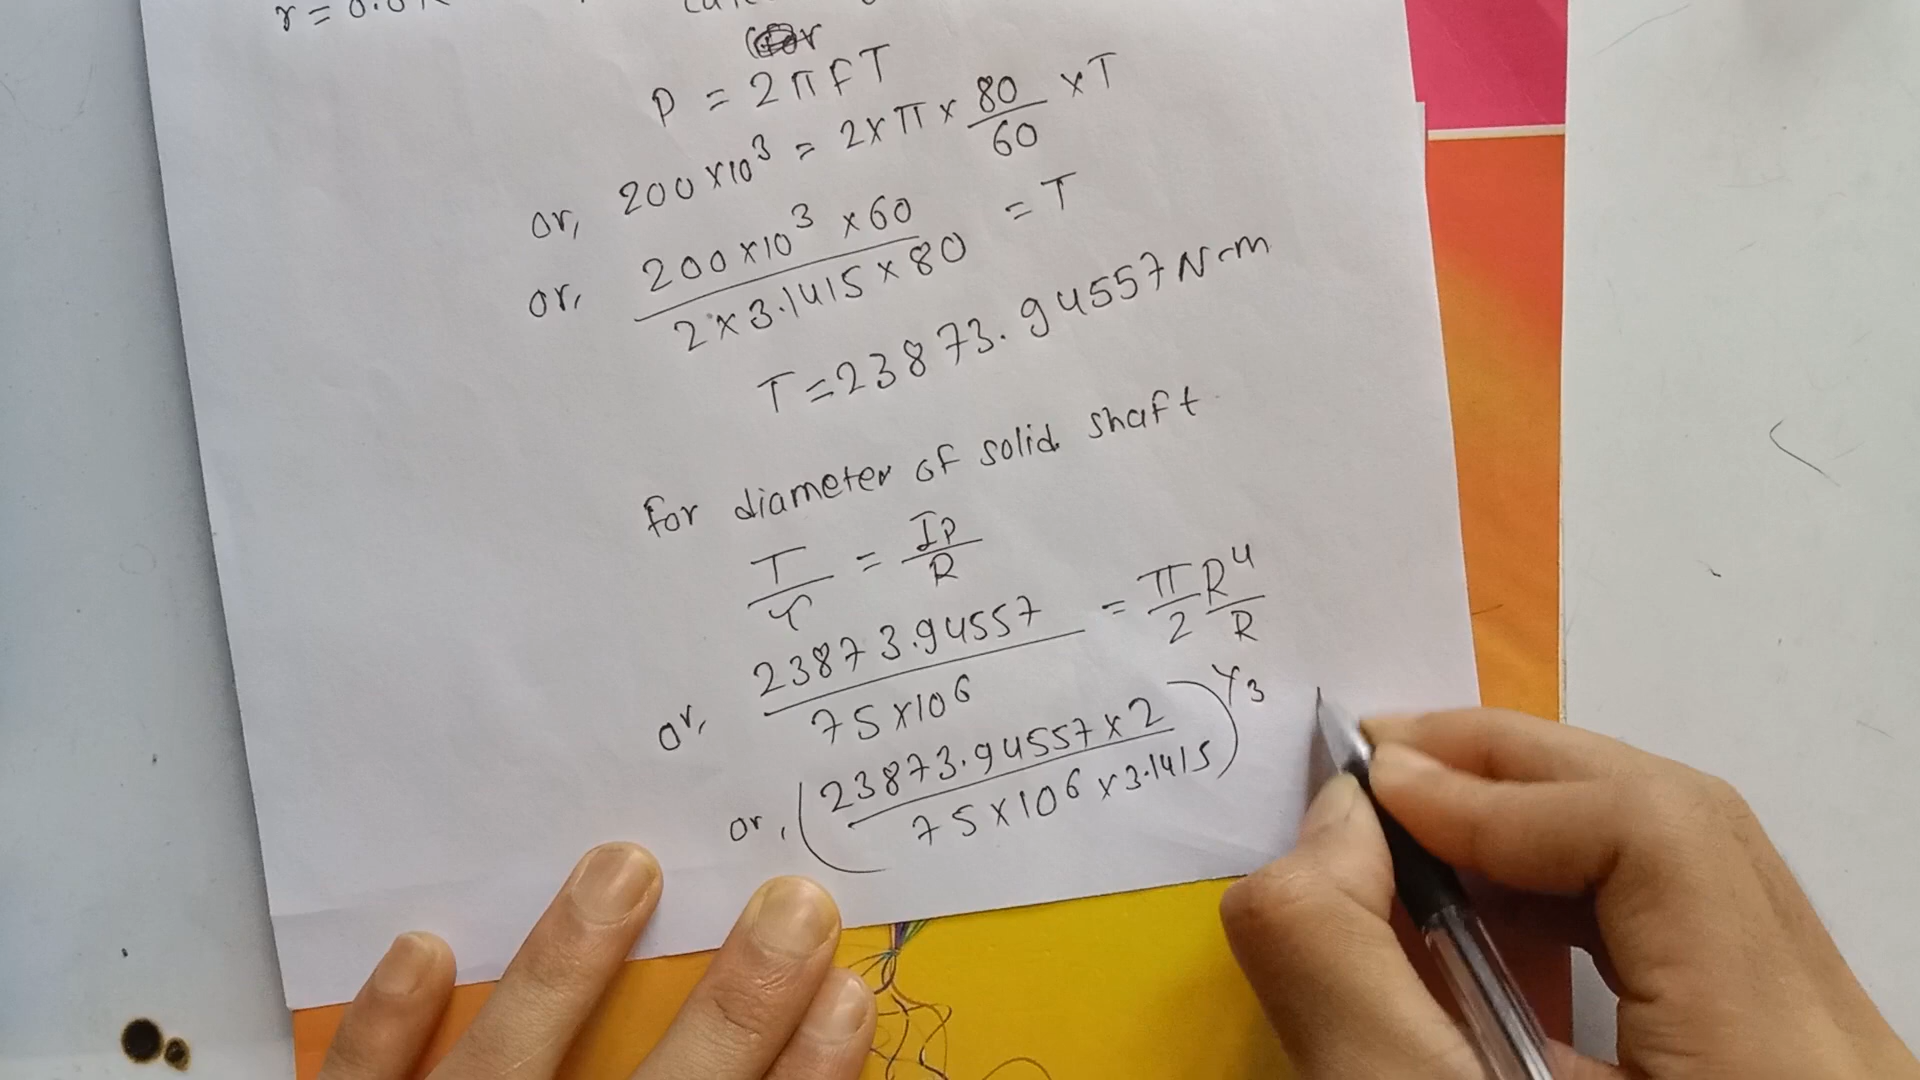 r = 0.0
P = 2πFT
or, 200×10³ = 2×π×80/60 ×T
or, 200×10³ ×60/2×3.1415×80 = T
T=23873.94557 N-m
for diameter of solid shaft
T/τ = Ip/R
or, 23873.94557/75×10⁶ = π/2 R⁴/R
or, (23873.94557×2/75×10⁶×3.1415)^1/3